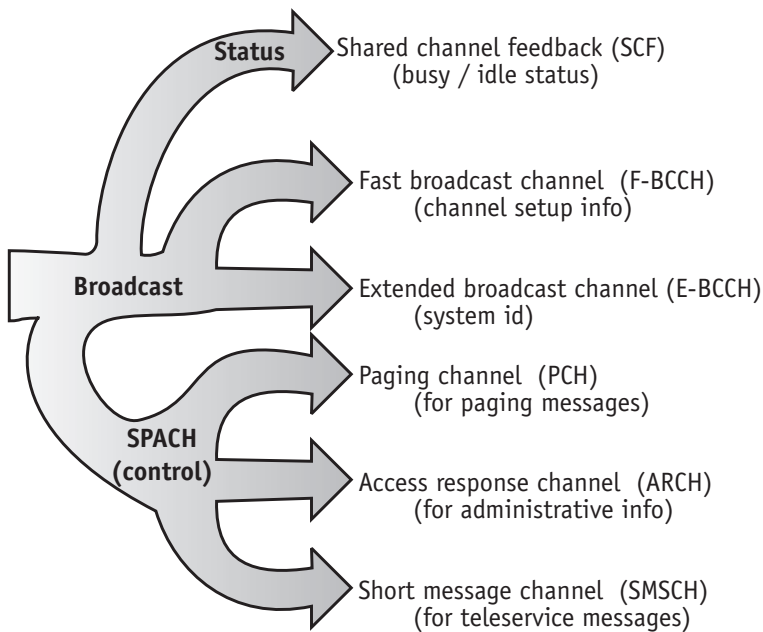 Status
Shared channel feedback (SCF)
(busy / idle status)
Fast broadcast channel (F-BCCH)
(channel setup info)
Broadcast
Extended broadcast channel (E-BCCH)
(system id)
Paging channel (PCH)
(for paging messages)
SPACH
(control)
Access response channel (ARCH)
(for administrative info)
Short message channel (SMSCH)
(for teleservice messages)